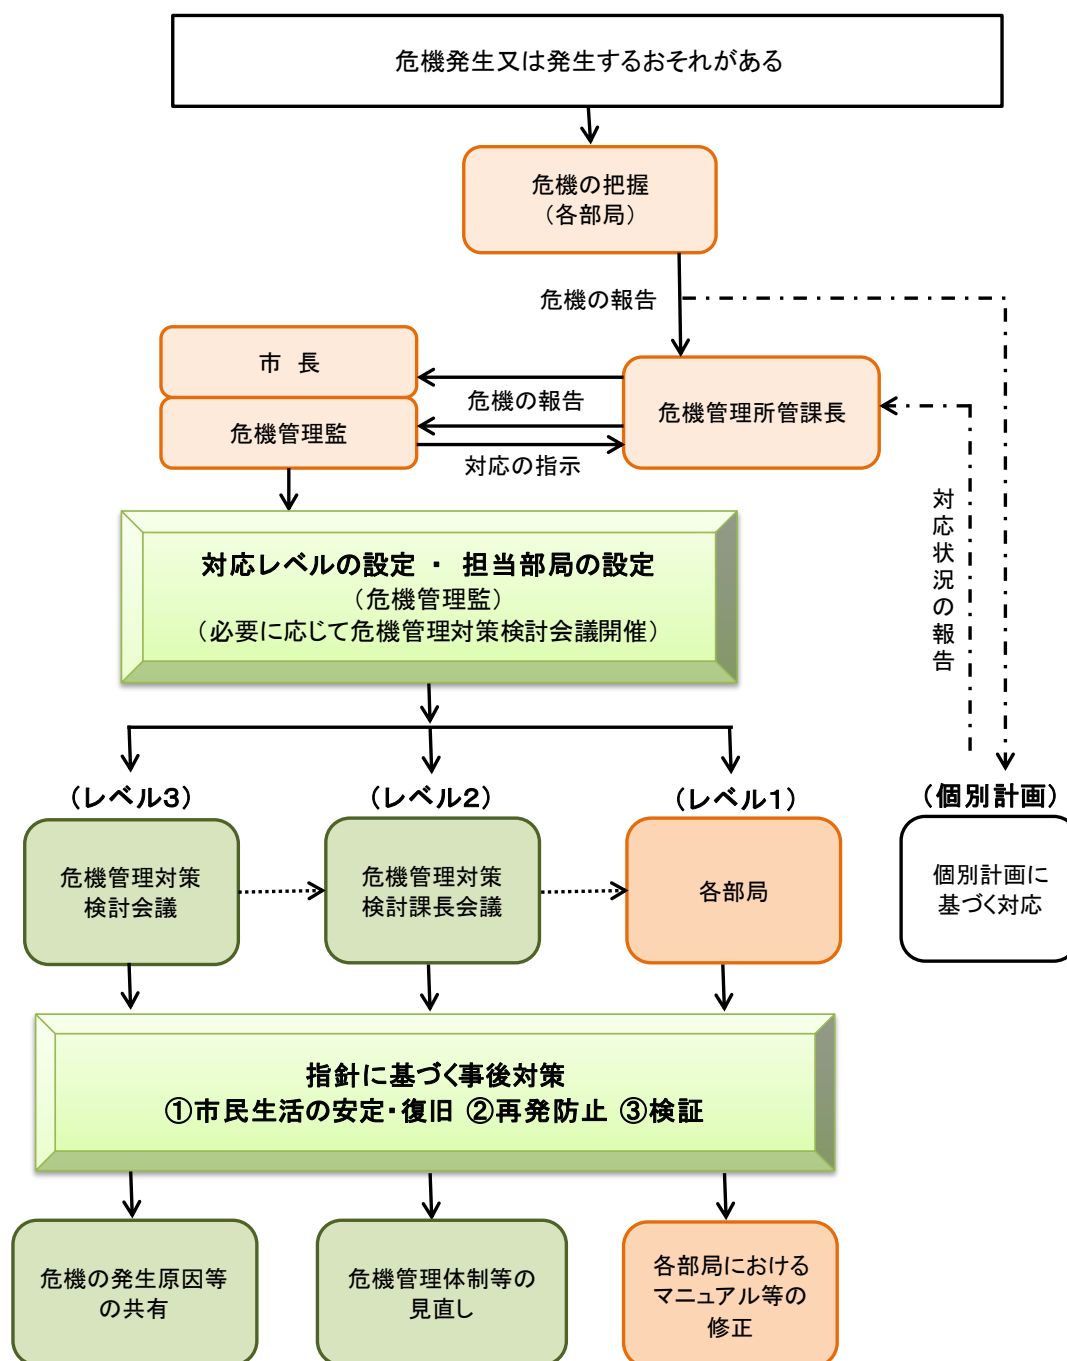 危機発生又は発生するおそれがある
危機の把握
（各部局）
危機の報告
市　長
危機の報告
危機管理所管課長
危機管理監
対応の指示
対応状況の報告
対応レベルの設定 ・ 担当部局の設定
（危機管理監）
（必要に応じて危機管理対策検討会議開催）
（レベル3）
（レベル2）
（レベル1）
（個別計画）
危機管理対策
検討会議
危機管理対策
検討課長会議
各部局
個別計画に
基づく対応
指針に基づく事後対策
①市民生活の安定・復旧 ②再発防止 ③検証
危機の発生原因等
の共有
危機管理体制等の
見直し
各部局における
マニュアル等の
修正